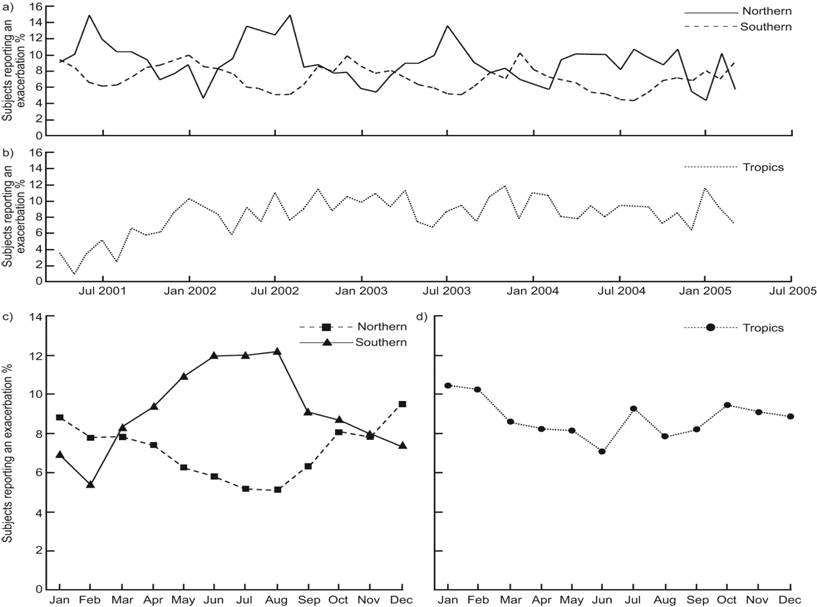 a)
Subjects reporting an
exacerbation %
16
14
12
10
8
6
4
2
0
Northern
Southern
b)
Subjects reporting an
exacerbation %
16
14
12
10
8
6
4
2
0
Tropics
Jul 2001
Jan 2002
Jul 2002
Jan 2003
Jul 2003
Jan 2004
Jul 2004
Jan 2005
Jul 2005
c)
Subjects reporting an exacerbation %
14
12
10
8
6
4
2
0
Northern
Southern
Jan Feb Mar Apr May Jun Jul Aug Sep Oct Nov Dec
d)
Tropics
Jan Feb Mar Apr May Jun Jul Aug Sep Oct Nov Dec